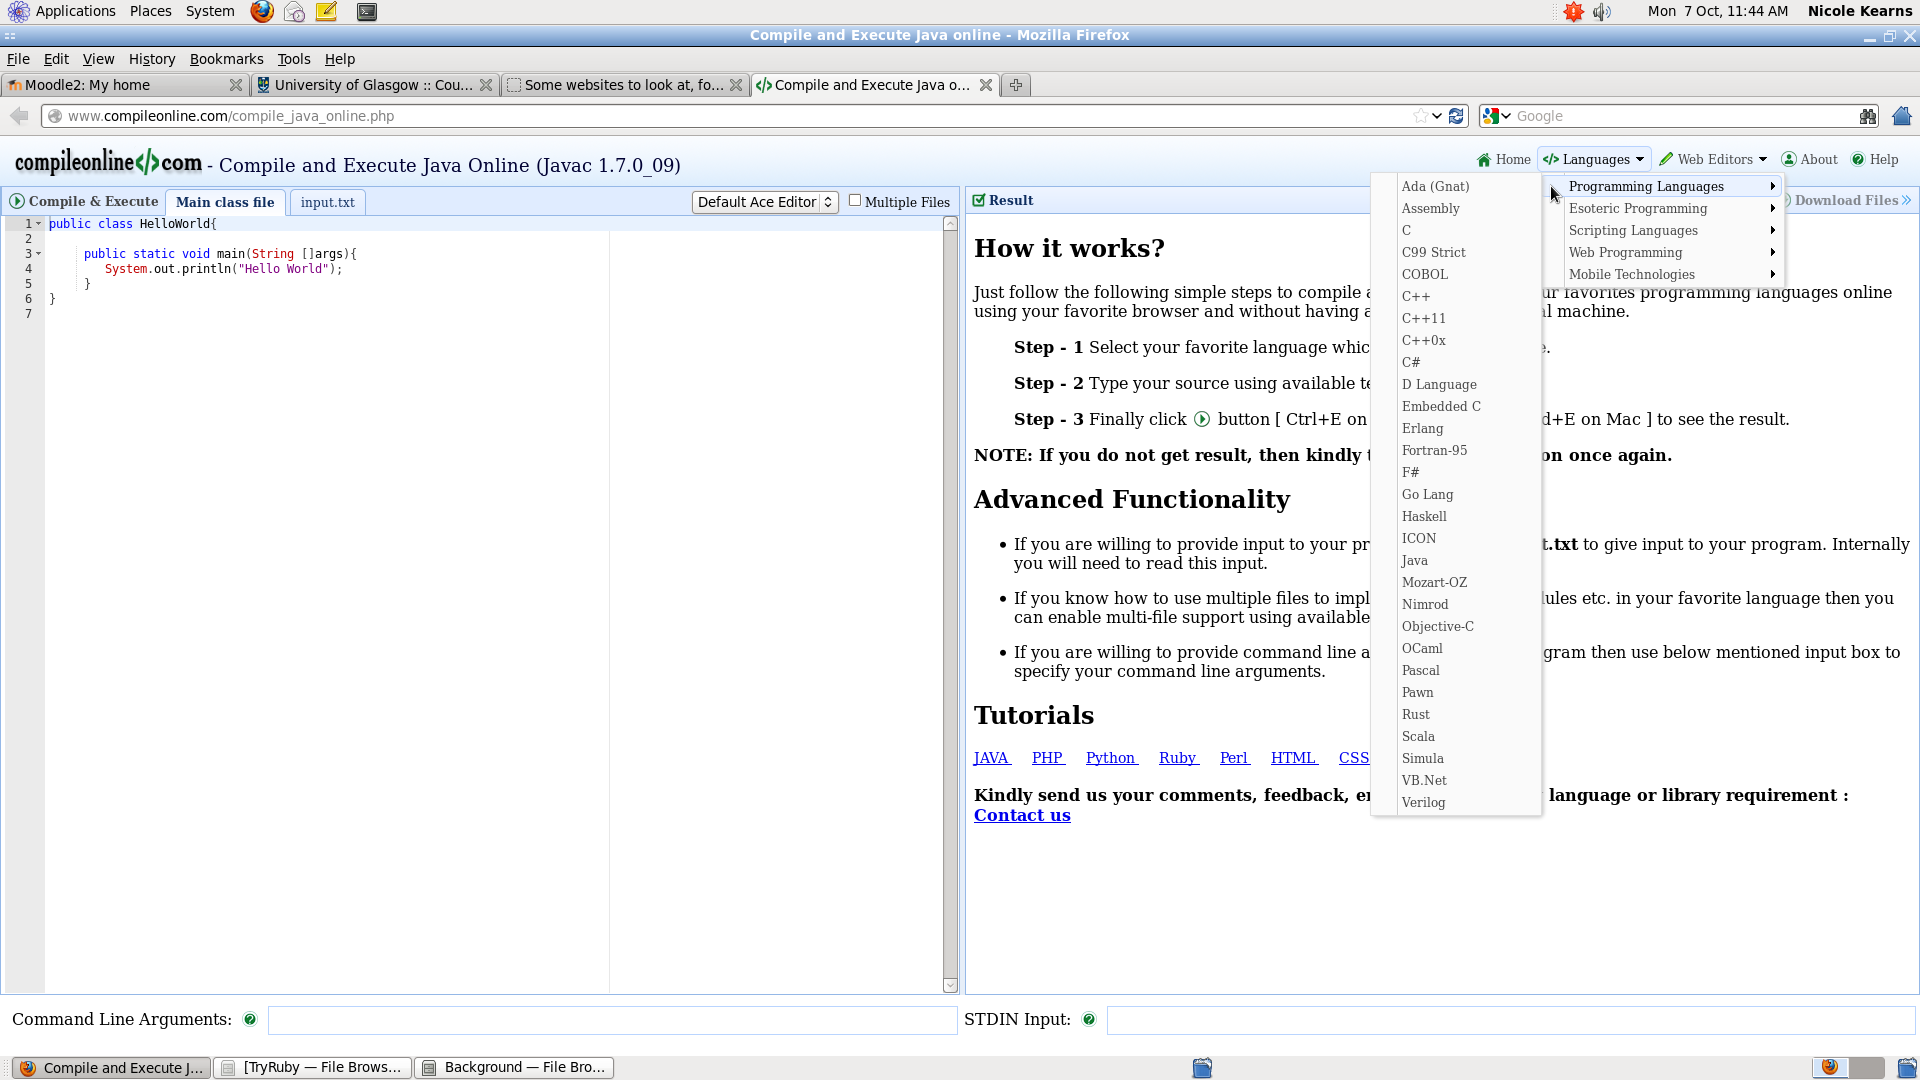 Applications Places System
Mon 7 Oct, 11:44 AM Nicole Kearns
Compile and Execute Java online - Mozilla Firefox
File Edit View History Bookmarks Tools Help
Moodle2: My home
University of Glasgow :: Cou...
Some websites to look at, fo...
Compile and Execute Java o...
www.compileonline.com/compile_java_online.php
Google
compileonline</>com - Compile and Execute Java Online (Javac 1.7.0_09)
Home </> Languages Web Editors About Help
Compile & Execute Main class file input.txt Default Ace Editor Multiple Files
1 public class HelloWorld{
2
3 public static void main(String []args){
4 System.out.println("Hello World");
5 }
6 }
7
Result
Download Files
How it works?
Just follow the following simple steps to compile a
ur favorites programming languages online
using your favorite browser and without having a
al machine.
Step - 1 Select your favorite language whic
e.
Step - 2 Type your source using available te
Step - 3 Finally click button [ Ctrl+E on
d+E on Mac ] to see the result.
NOTE: If you do not get result, then kindly t
on once again.
Advanced Functionality
• If you are willing to provide input to your pr
t.txt to give input to your program. Internally
you will need to read this input.
• If you know how to use multiple files to impl
dules etc. in your favorite language then you
can enable multi-file support using available
• If you are willing to provide command line a
gram then use below mentioned input box to
specify your command line arguments.
Tutorials
JAVA PHP Python Ruby Perl HTML CSS
Kindly send us your comments, feedback, er
language or library requirement :
Contact us
Programming Languages
Esoteric Programming
Scripting Languages
Web Programming
Mobile Technologies
Ada (Gnat)
Assembly
C
C99 Strict
COBOL
C++
C++11
C++0x
C#
D Language
Embedded C
Erlang
Fortran-95
F#
Go Lang
Haskell
ICON
Java
Mozart-OZ
Nimrod
Objective-C
OCaml
Pascal
Pawn
Rust
Scala
Simula
VB.Net
Verilog
Command Line Arguments:
STDIN Input:
Compile and Execute J...
[TryRuby — File Brows...
Background — File Bro...